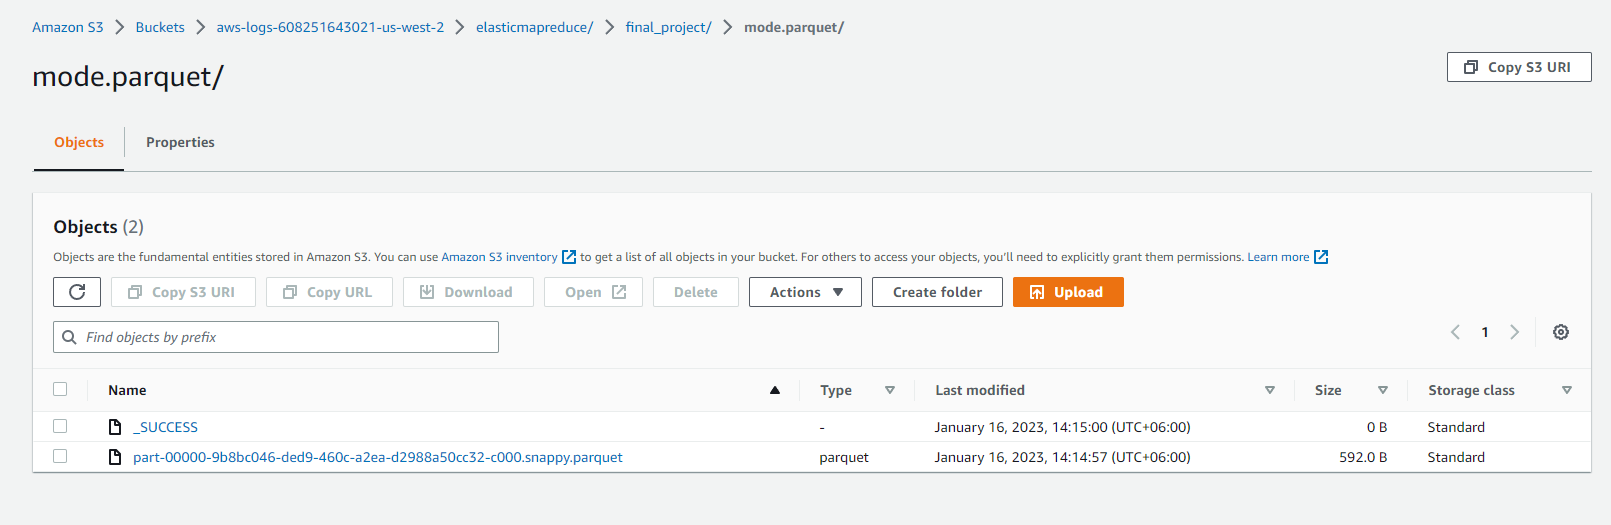 Amazon S3 > Buckets > aws-logs-608251643021-us-west-2 > elasticmapreduce/ > final_project/ > mode.parquet/
mode.parquet/
Copy S3 URI
Objects Properties
Objects (2)
Objects are the fundamental entities stored in Amazon S3. You can use Amazon S3 inventory to get a list of all objects in your bucket. For others to access your objects, you'll need to explicitly grant them permissions. Learn more
Copy S3 URI Copy URL Download Open Delete Actions Create folder Upload
Find objects by prefix
1
Name Type Last modified Size Storage class
_SUCCESS - January 16, 2023, 14:15:00 (UTC+06:00) 0 B Standard
part-00000-9b8bc046-ded9-460c-a2ea-d2988a50cc32-c000.snappy.parquet parquet January 16, 2023, 14:14:57 (UTC+06:00) 592.0 B Standard